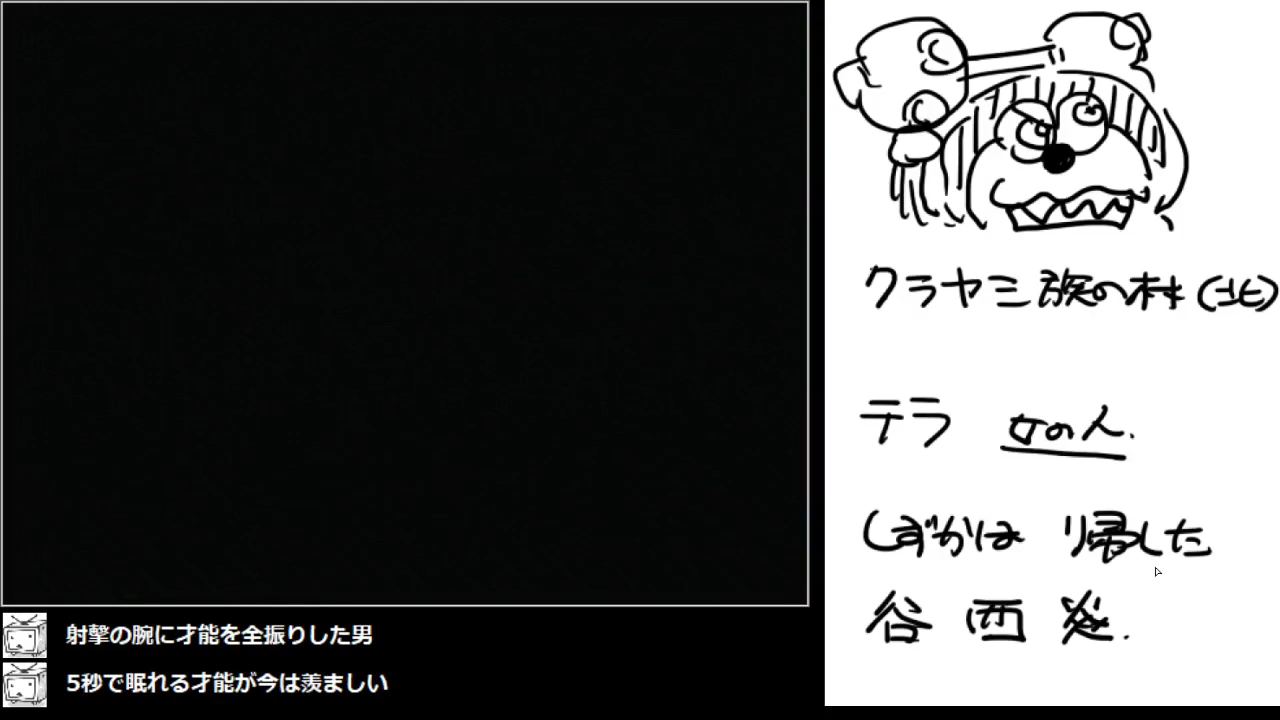 クラヤミ族の村(北)
テラ 女の人.
しずかは リ帰した
谷 西
射撃の腕に才能を全振りした男
5秒で眠れる才能が今は羨ましい